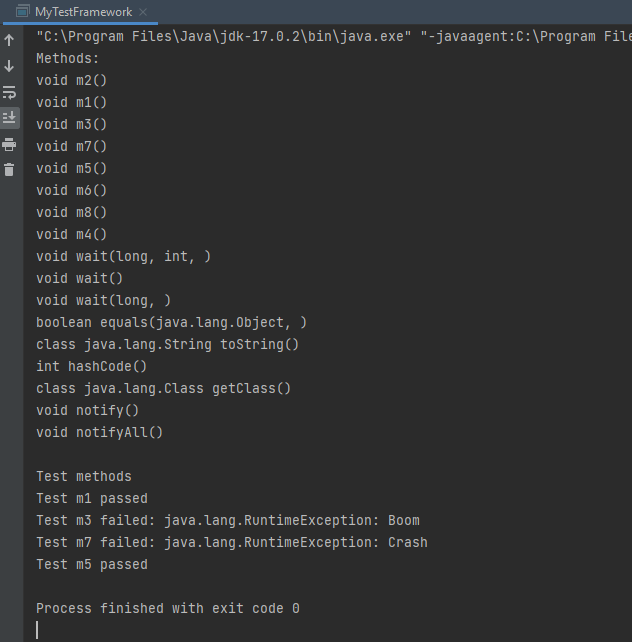 MyTestFramework
"C:\Program Files\Java\jdk-17.0.2\bin\java.exe" "-javaagent:C:\Program File
Methods:
void m2()
void m1()
void m3()
void m7()
void m5()
void m6()
void m8()
void m4()
void wait(long, int, )
void wait()
void wait(long, )
boolean equals(java.lang.Object, )
class java.lang.String toString()
int hashCode()
class java.lang.Class getClass()
void notify()
void notifyAll()
Test methods
Test m1 passed
Test m3 failed: java.lang.RuntimeException: Boom
Test m7 failed: java.lang.RuntimeException: Crash
Test m5 passed
Process finished with exit code 0